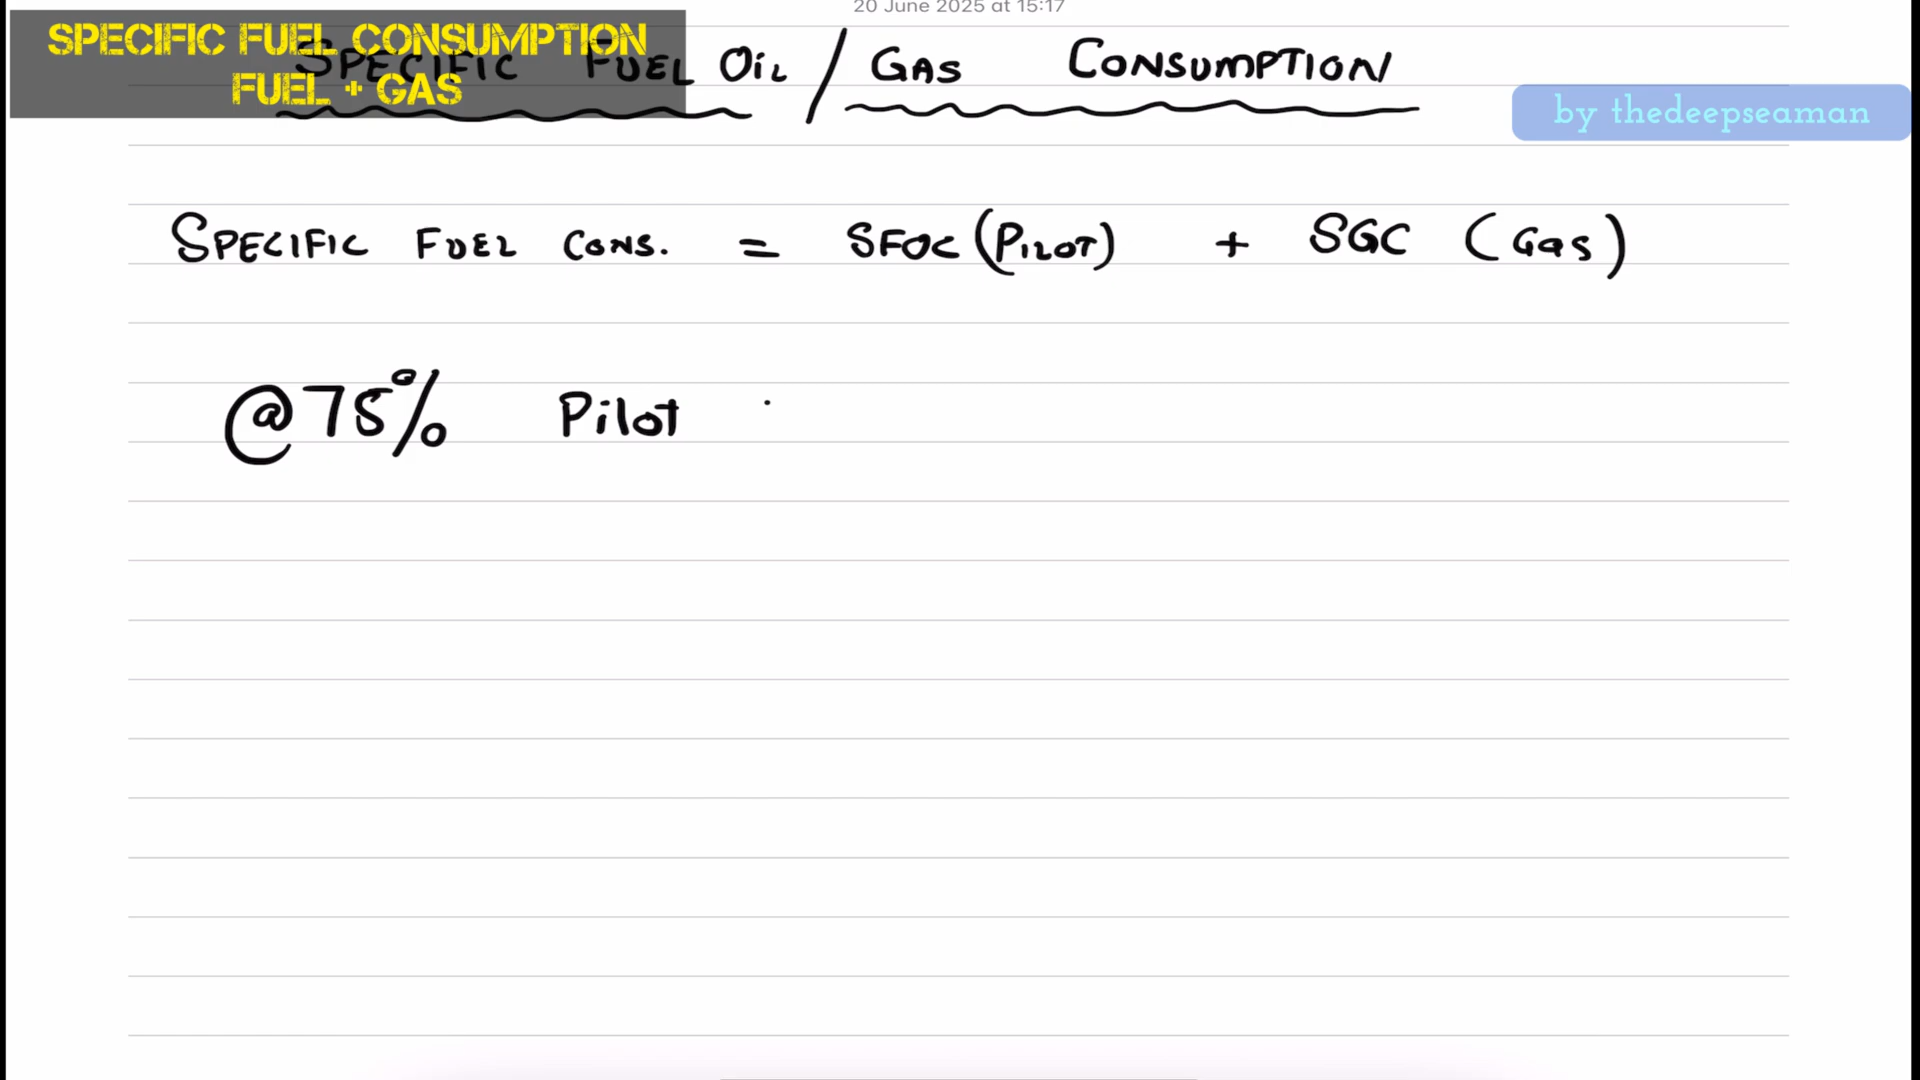 20 June 2025 at 15:17
SPECIFIC FUEL CONSUMPTION
FUEL + GAS
SPECIFIC FUEL OiL / GAS CONSUMPTION
by thedeepseaman
SPECIFIC FUEL CONS. = SFOC (PILOT) + SGC (Gas)
@75% Pilot